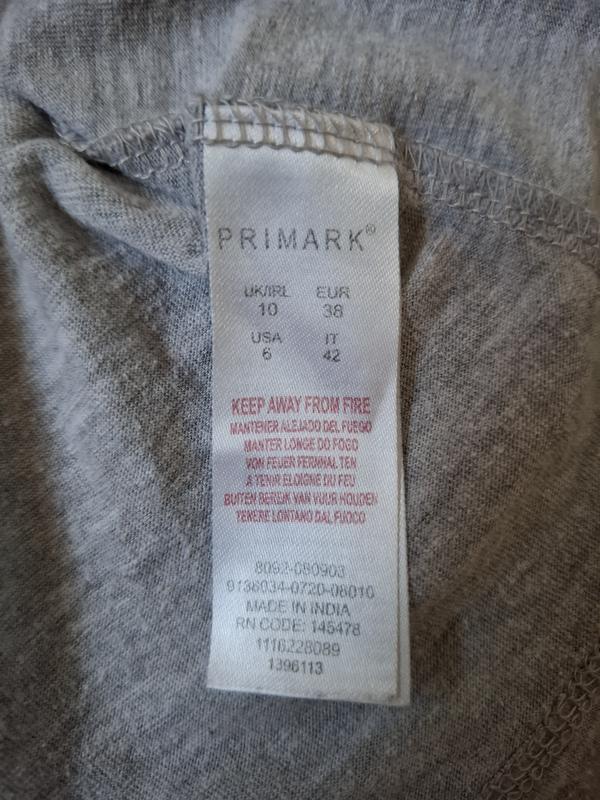 PRIMARK®
UK/IRL EUR
10 38
USA IT
6 42
KEEP AWAY FROM FIRE
MANTENER ALEJADO DEL FUEGO
MANTER LONGE DO FOGO
VON FEUER FERNHAL TEN
A TENIR ELOIGNE DU FEU
BUITEN BEREIK VAN VUUR HOUDEN
TENERE LONTANO DAL FUOCO
8092-080903
9136034-0720-08010
MADE IN INDIA
RN CODE: 145478
1116228089
1396113